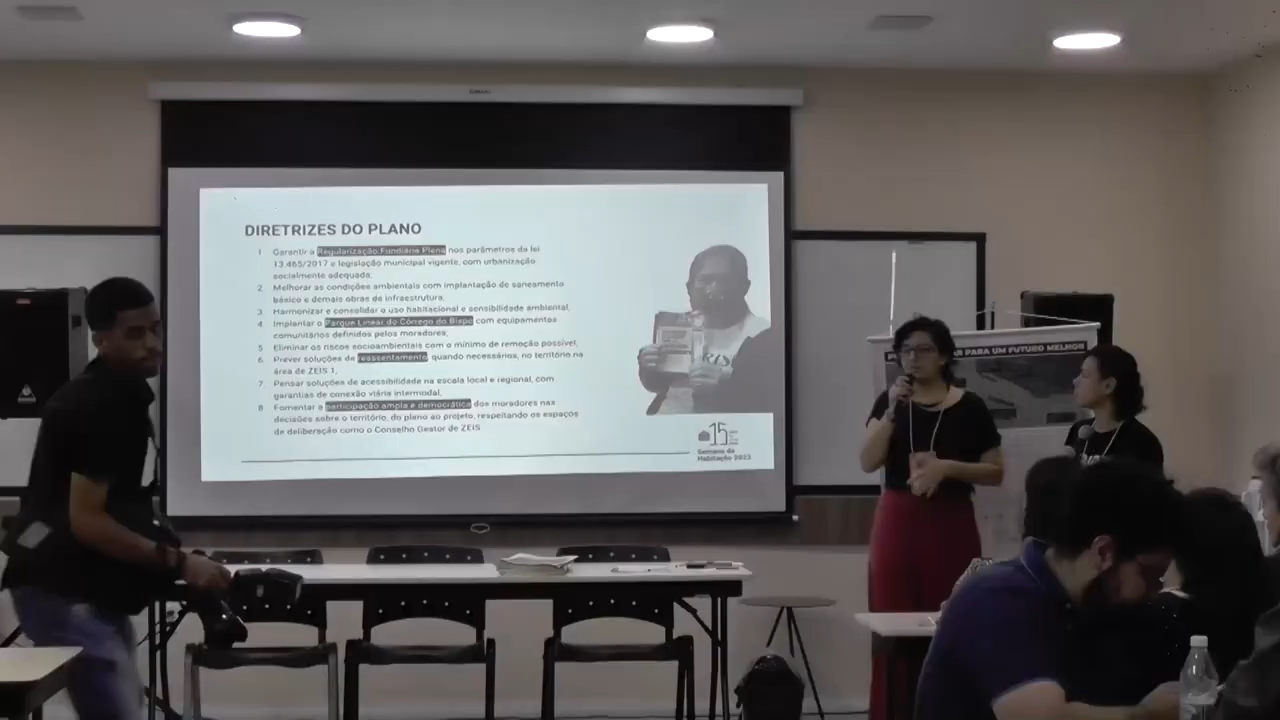 DIRETRIZES DO PLANO
1 Garantir a Regularização Fundiária Plena nos parâmetros da lei
13.465/2017 e legislação municipal vigente, com urbanização
socialmente adequada;
2. Melhorar as condições ambientais com implantação de saneamento
básico e demais obras de infraestrutura;
3 Harmonizar e consolidar o uso habitacional e sensibilidade ambiental,
4 Implantar o Parque Linear do Córrego do Bispo com equipamentos
comunitários definidos pelos moradores;
5 Eliminar os riscos socioambientais com o mínimo de remoção possível,
6. Prever soluções de reassentamento, quando necessários, no território na
área de ZEIS 1,
7. Pensar soluções de acessibilidade na escala local e regional, com
garantias de conexão viária intermodal,
8 Fomentar a participação ampla e democrática dos moradores nas
decisões sobre o território, do plano ao projeto, respeitando os espaços
de deliberação como o Conselho Gestor de ZEIS
15
Semana da
Habitação 2023
AR PARA UM FUTURO MELHOR